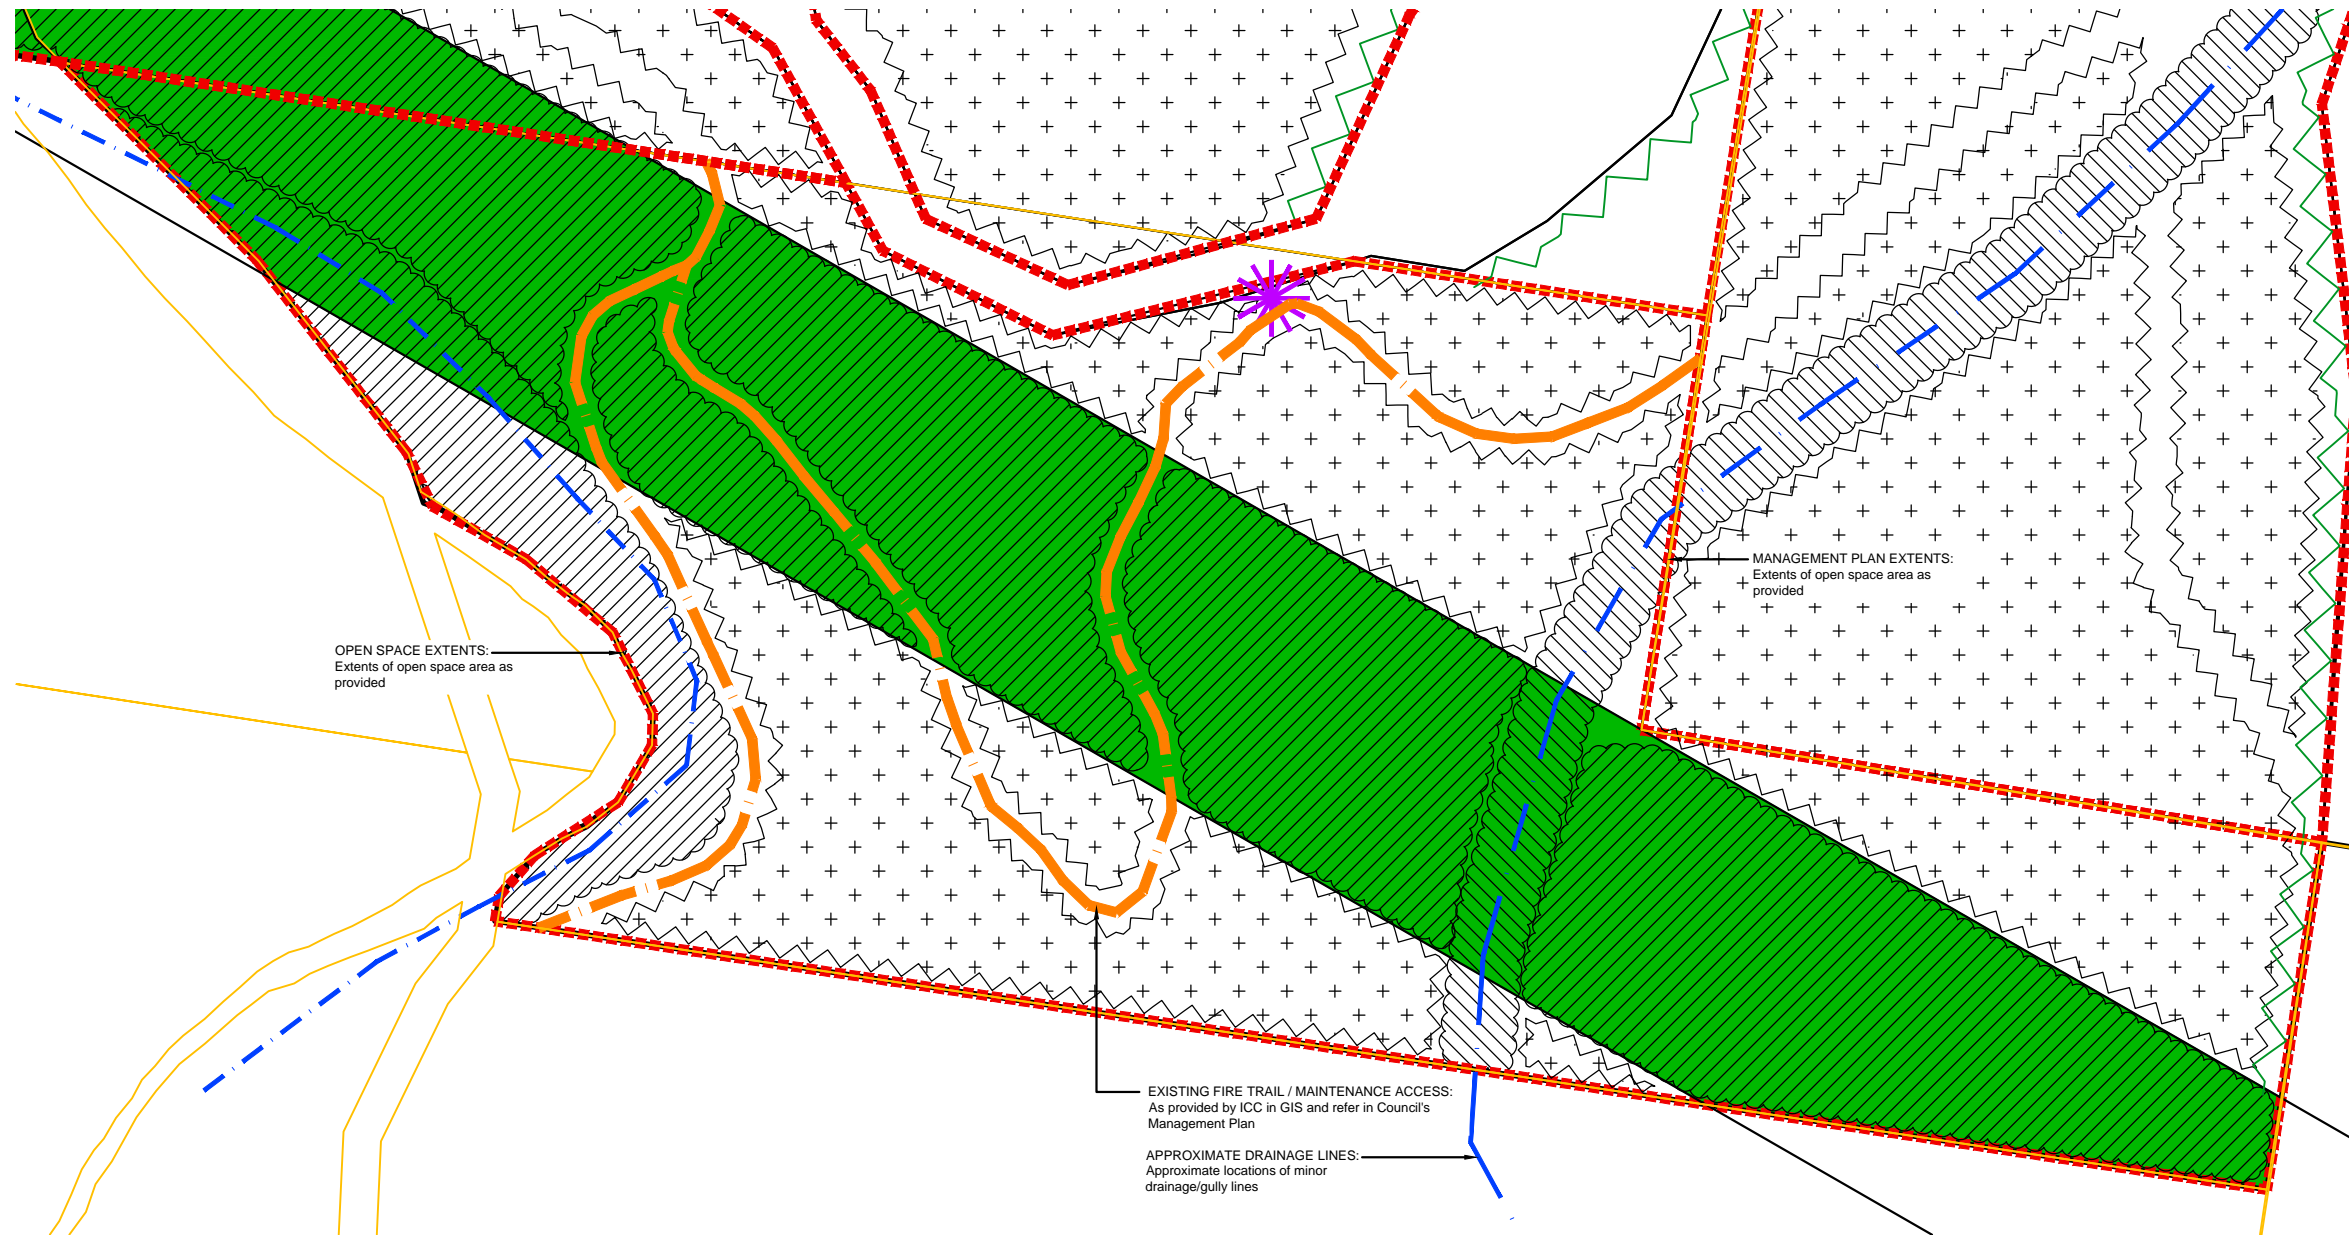 MANAGEMENT PLAN EXTENTS:
Extents of open space area as
provided
OPEN SPACE EXTENTS:
Extents of open space area as
provided
EXISTING FIRE TRAIL / MAINTENANCE ACCESS:
As provided by ICC in GIS and refer in Council's
Management Plan
APPROXIMATE DRAINAGE LINES:
Approximate locations of minor
drainage/gully lines